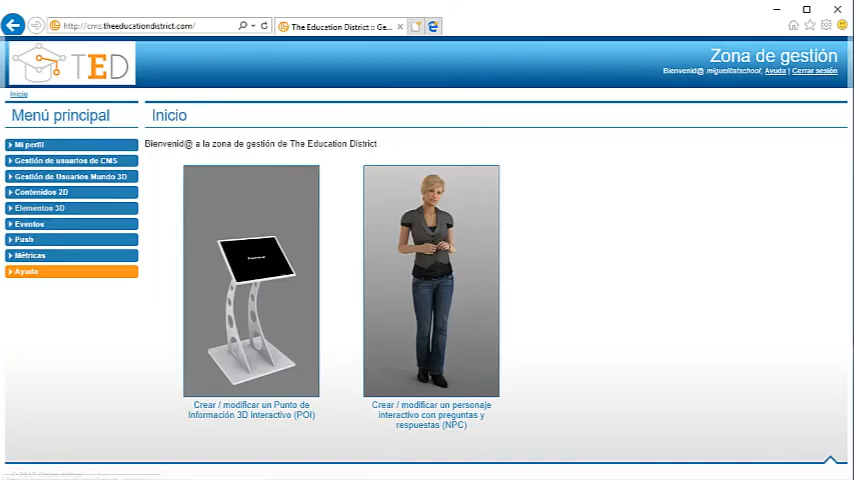 http://cms.theeducationdistrict.com/
The Education District :: Ge...
TED
Zona de gestión
Bienvenid@ miguelitatschool, Ayuda | Cerrar sesión
Inicio
Menú principal
Inicio
Mi perfil
Gestión de usuarios de CMS
Gestión de Usuarios Mundo 3D
Contenidos 2D
Elementos 3D
Eventos
Push
Métricas
Ayuda
Bienvenid@ a la zona de gestión de The Education District
Crear / modificar un Punto de
Información 3D Interactivo (POI)
Crear / modificar un personaje
interactivo con preguntas y
respuestas (NPC)